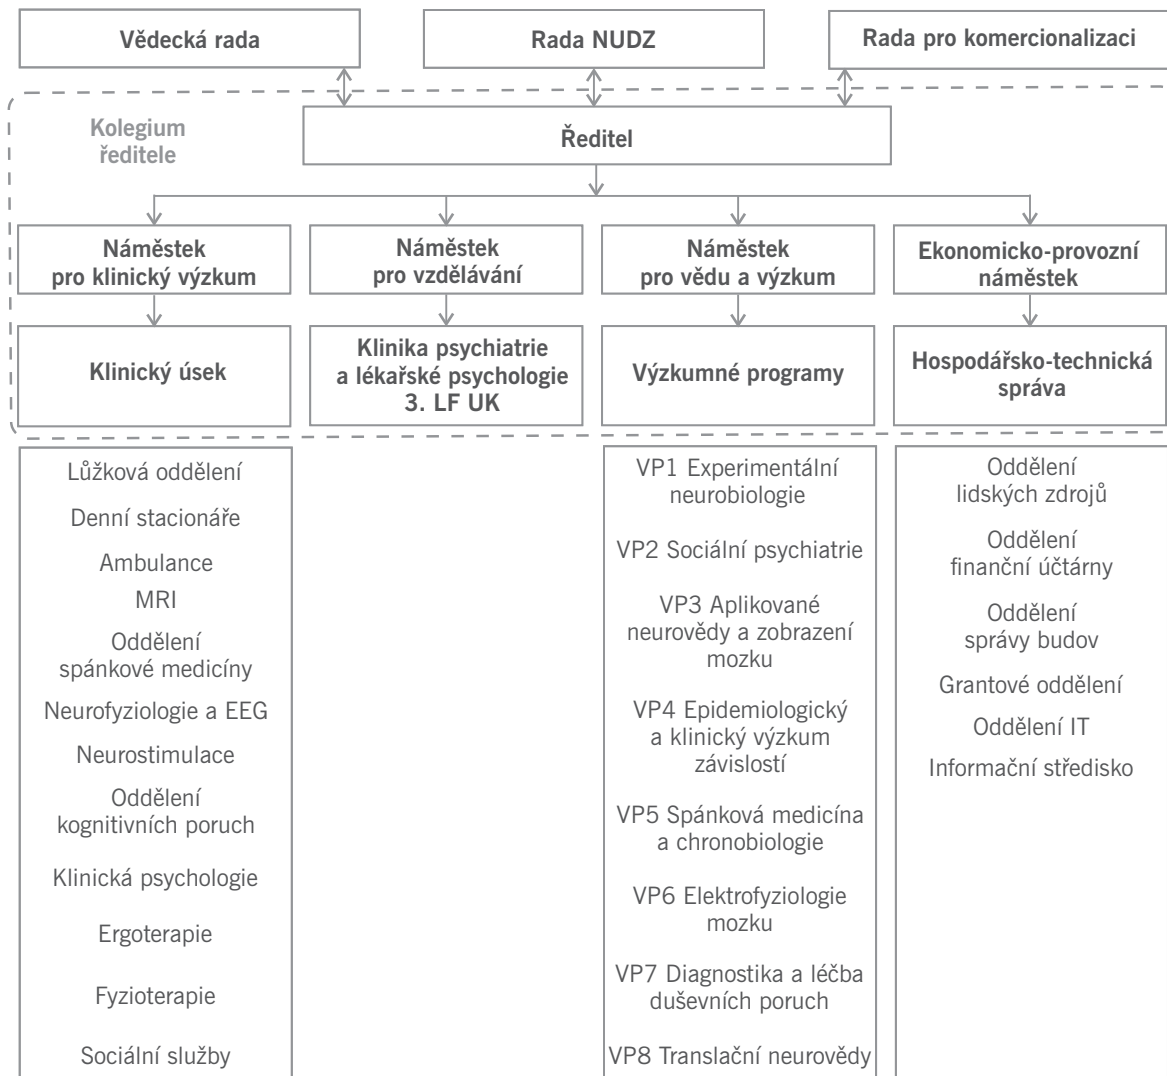 Vědecká rada
Rada NUDZ
Rada pro komercionalizaci
Kolegium
ředitele
Ředitel
Náměstek
pro klinický výzkum
Náměstek
pro vzdělávání
Náměstek
pro vědu a výzkum
Ekonomicko-provozní
náměstek
Klinický úsek
Klinika psychiatrie
a lékařské psychologie
3. LF UK
Výzkumné programy
Hospodářsko-technická
správa
Lůžková oddělení
Denní stacionáře
Ambulance
MRI
Oddělení
spánkové medicíny
Neurofyziologie a EEG
Neurostimulace
Oddělení
kognitivních poruch
Klinická psychologie
Ergoterapie
Fyzioterapie
Sociální služby
VP1 Experimentální
neurobiologie
VP2 Sociální psychiatrie
VP3 Aplikované
neurovědy a zobrazení
mozku
VP4 Epidemiologický
a klinický výzkum
závislostí
VP5 Spánková medicína
a chronobiologie
VP6 Elektrofyziologie
mozku
VP7 Diagnostika a léčba
duševních poruch
VP8 Translační neurovědy
Oddělení
lidských zdrojů
Oddělení
finanční účtárny
Oddělení
správy budov
Grantové oddělení
Oddělení IT
Informační středisko